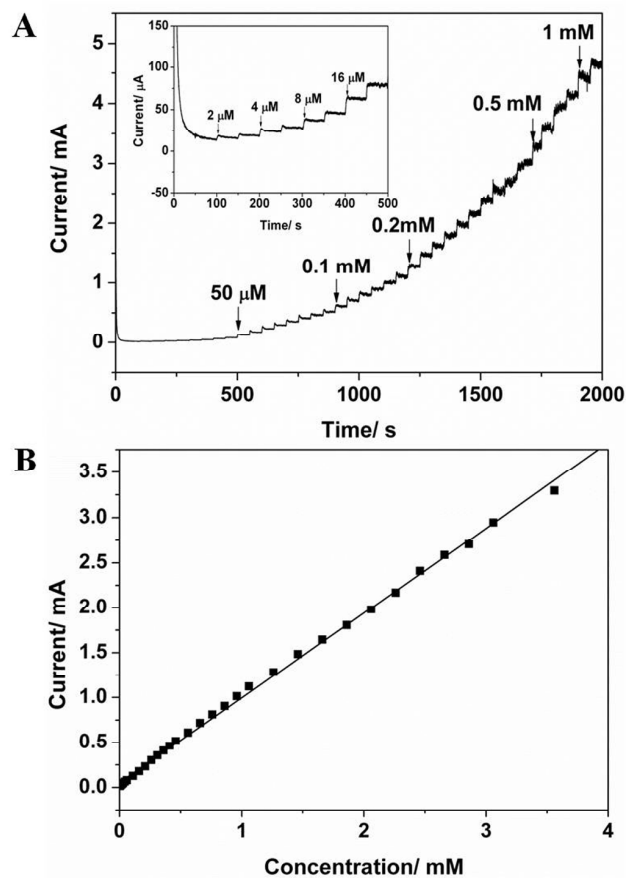 A
5
4
3
2
1
0
Current/ mA
0
500
1000
1500
2000
Time/ s
50 µM
0.1 mM
0.2mM
0.5 mM
1 mM
150
100
50
0
-50
Current/ µA
0
100
200
300
400
500
Time/ s
2 µM
4 µM
8 µM
16 µM
B
3.5
3.0
2.5
2.0
1.5
1.0
0.5
0.0
Current/ mA
0
1
2
3
4
Concentration/ mM